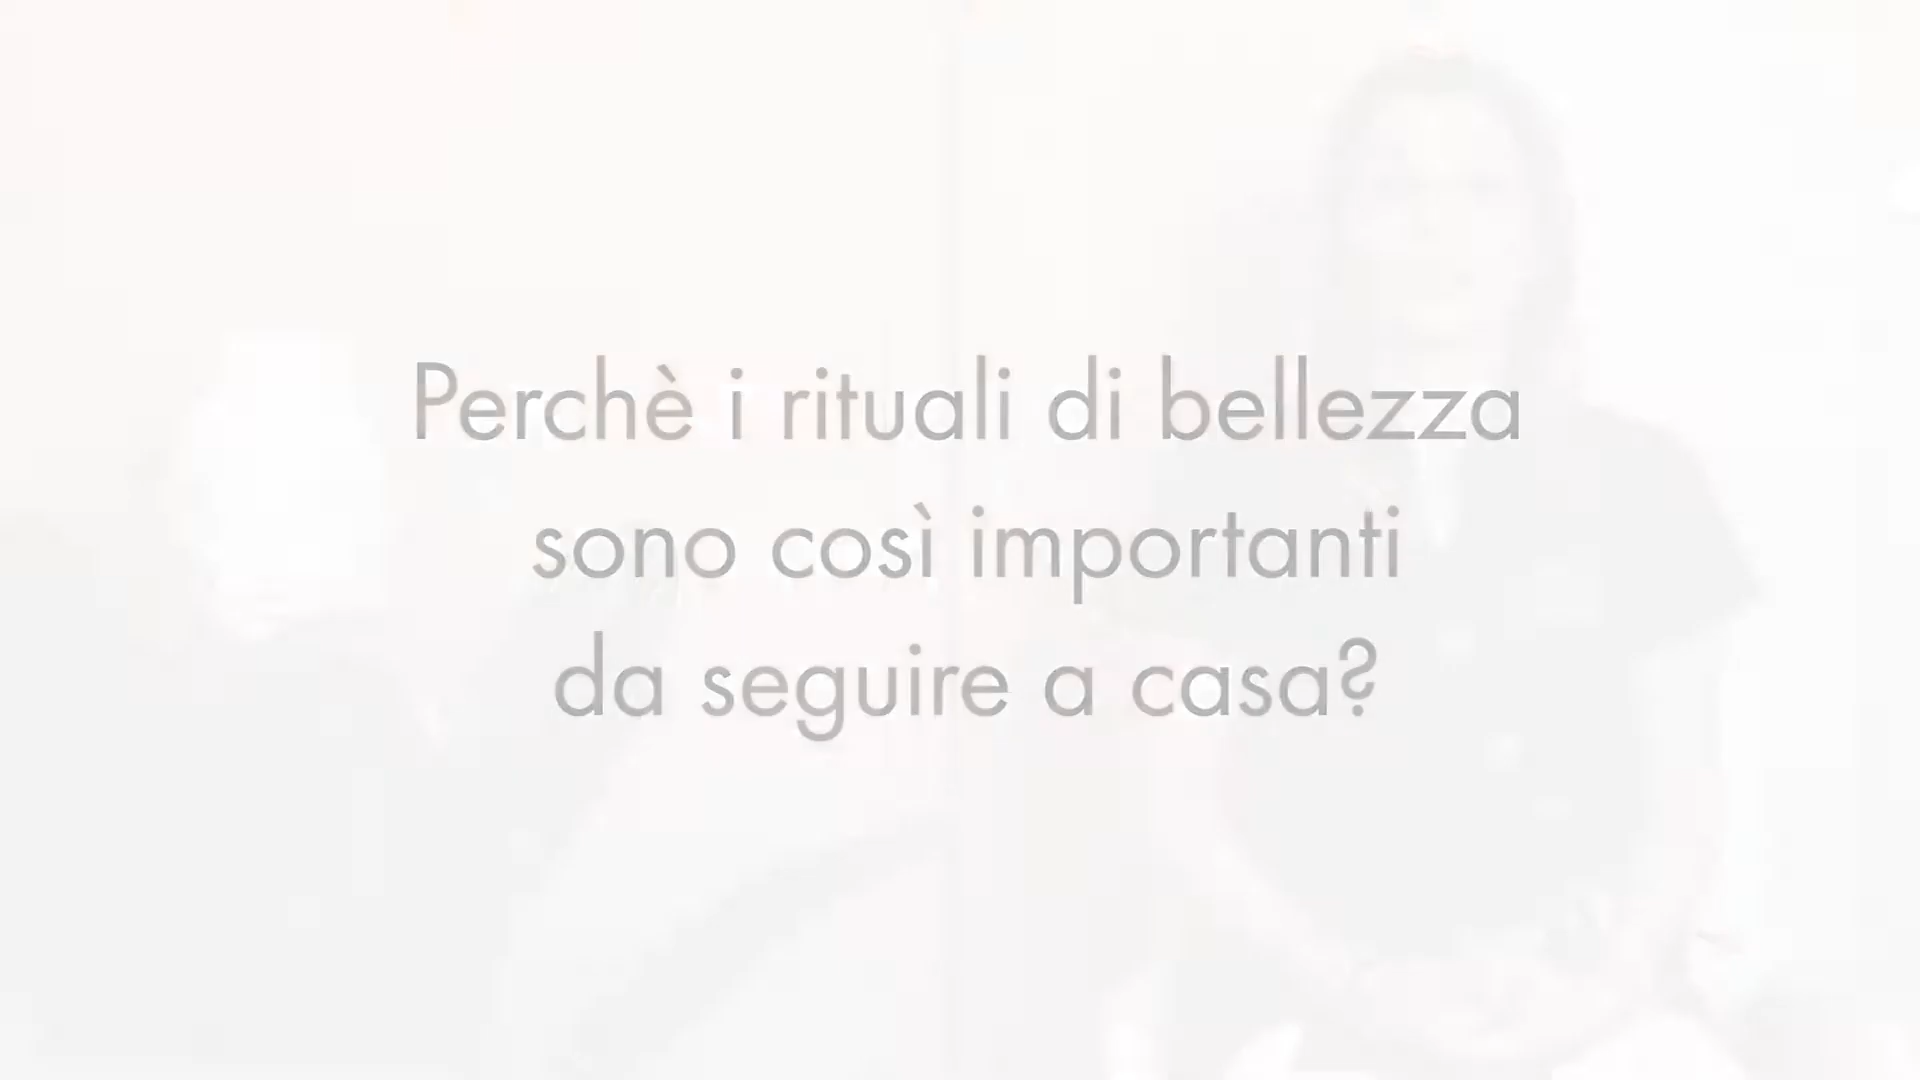 Perchè i rituali di bellezza
sono così importanti
da seguire a casa?